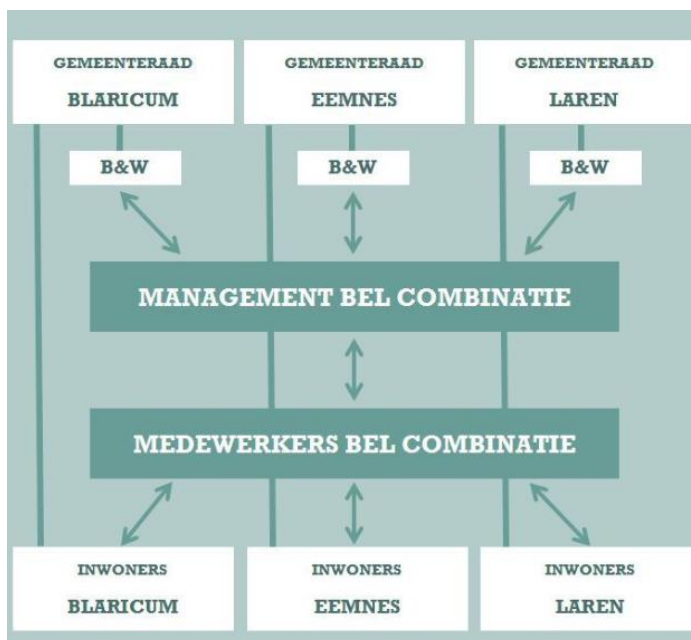 GEMEENTERAAD
BLARICUM
GEMEENTERAAD
EEMNES
GEMEENTERAAD
LAREN
B&W
B&W
B&W
MANAGEMENT BEL COMBINATIE
MEDEWERKERS BEL COMBINATIE
INWONERS
BLARICUM
INWONERS
EEMNES
INWONERS
LAREN